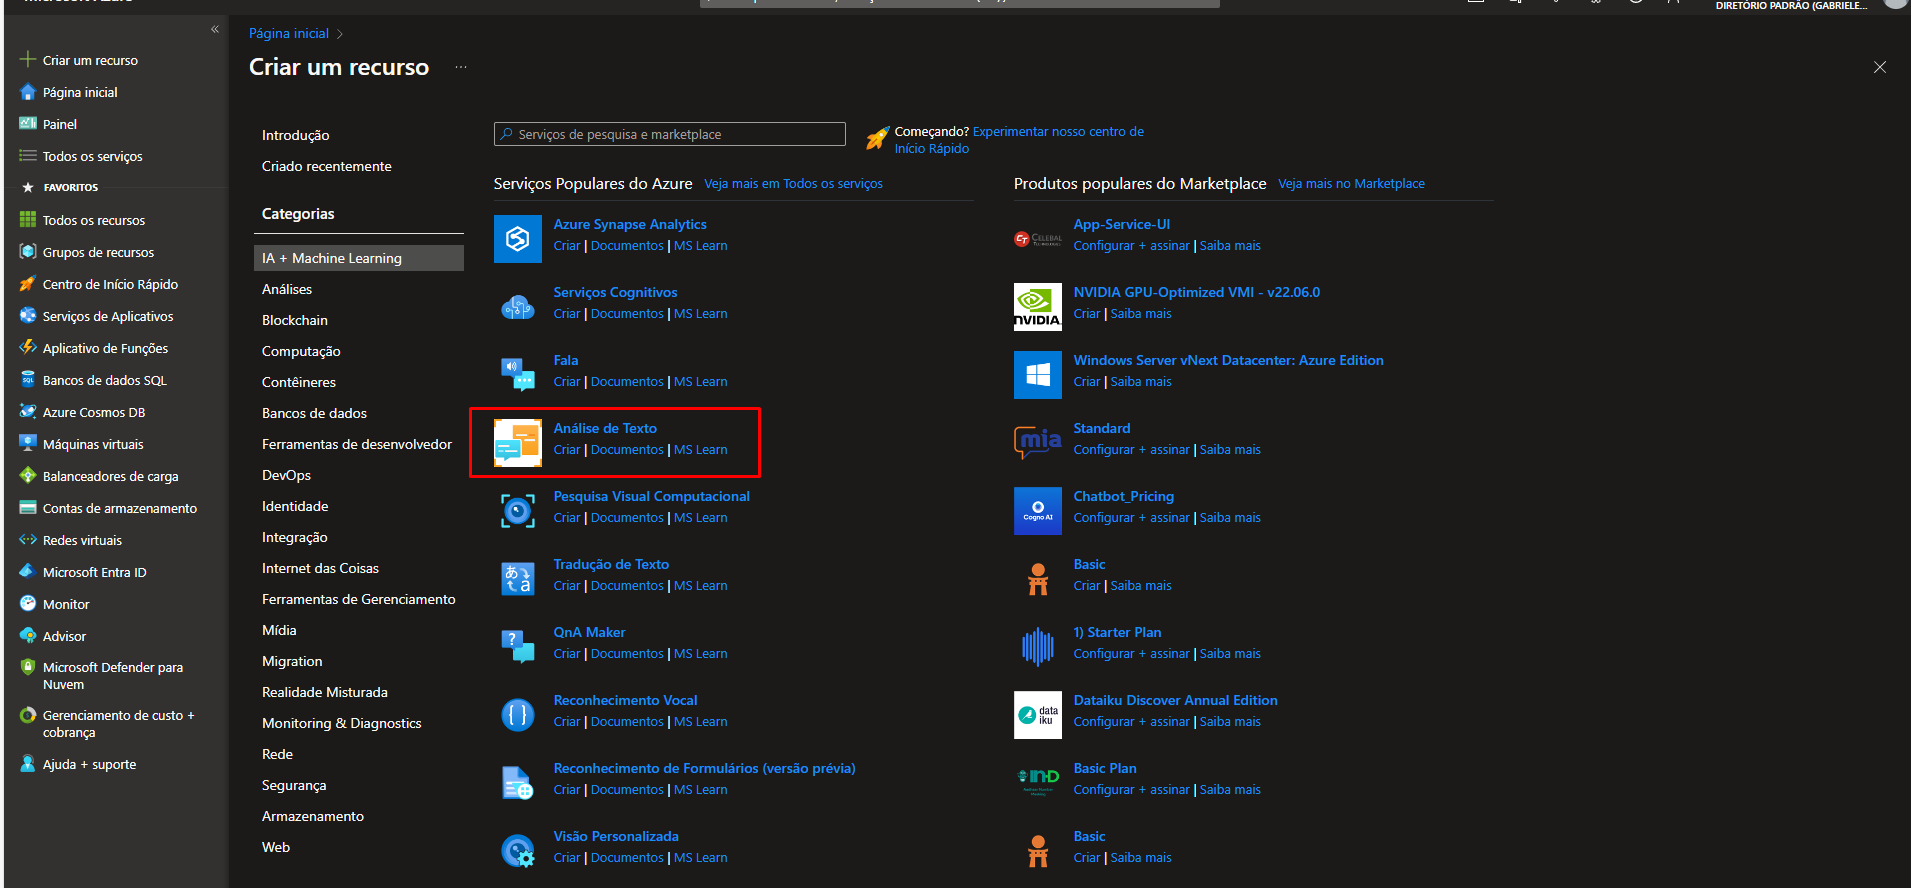 DIRETÓRIO PADRÃO (GABRIELE...
«
Criar um recurso
Página inicial
Painel
Todos os serviços
FAVORITOS
Todos os recursos
Grupos de recursos
Centro de Início Rápido
Serviços de Aplicativos
Aplicativo de Funções
Bancos de dados SQL
Azure Cosmos DB
Máquinas virtuais
Balanceadores de carga
Contas de armazenamento
Redes virtuais
Microsoft Entra ID
Monitor
Advisor
Microsoft Defender para
Nuvem
Gerenciamento de custo +
cobrança
Ajuda + suporte
Página inicial >
Criar um recurso ...
Introdução
Criado recentemente
Categorias
IA + Machine Learning
Análises
Blockchain
Computação
Contêineres
Bancos de dados
Ferramentas de desenvolvedor
DevOps
Identidade
Integração
Internet das Coisas
Ferramentas de Gerenciamento
Mídia
Migration
Realidade Misturada
Monitoring & Diagnostics
Rede
Segurança
Armazenamento
Web
Serviços de pesquisa e marketplace
Começando? Experimentar nosso centro de
Início Rápido
Serviços Populares do Azure Veja mais em Todos os serviços
Azure Synapse Analytics
Criar | Documentos | MS Learn
Serviços Cognitivos
Criar | Documentos | MS Learn
Fala
Criar | Documentos | MS Learn
Análise de Texto
Criar | Documentos | MS Learn
Pesquisa Visual Computacional
Criar | Documentos | MS Learn
Tradução de Texto
Criar | Documentos | MS Learn
QnA Maker
Criar | Documentos | MS Learn
Reconhecimento Vocal
Criar | Documentos | MS Learn
Reconhecimento de Formulários (versão prévia)
Criar | Documentos | MS Learn
Visão Personalizada
Criar | Documentos | MS Learn
Produtos populares do Marketplace Veja mais no Marketplace
CT CELEBAL
App-Service-UI
Configurar + assinar | Saiba mais
NVIDIA
NVIDIA GPU-Optimized VMI - v22.06.0
Criar | Saiba mais
Windows Server vNext Datacenter: Azure Edition
Criar | Saiba mais
mia
Standard
Configurar + assinar | Saiba mais
Cogno AI
Chatbot_Pricing
Configurar + assinar | Saiba mais
Basic
Criar | Saiba mais
1) Starter Plan
Configurar + assinar | Saiba mais
data
iku
Dataiku Discover Annual Edition
Configurar + assinar | Saiba mais
Basic Plan
Configurar + assinar | Saiba mais
Basic
Criar | Saiba mais